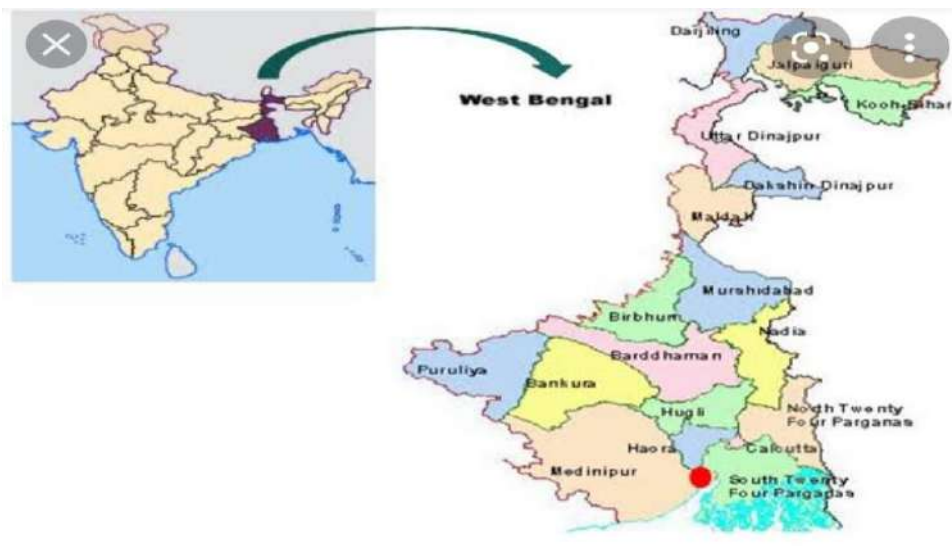 Darjiling
Jalpaiguri
West Bengal
Kooh-Bihar
Uttar Dinajpur
Dakshin Dinajpur
Maldah
Murshidabad
Birbhum
Nadia
Barddhaman
Puruliya
Bankura
Hugli
North Twenty
Four Parganas
Haora
Calcutta
Medinipur
South Twenty
Four Parganas